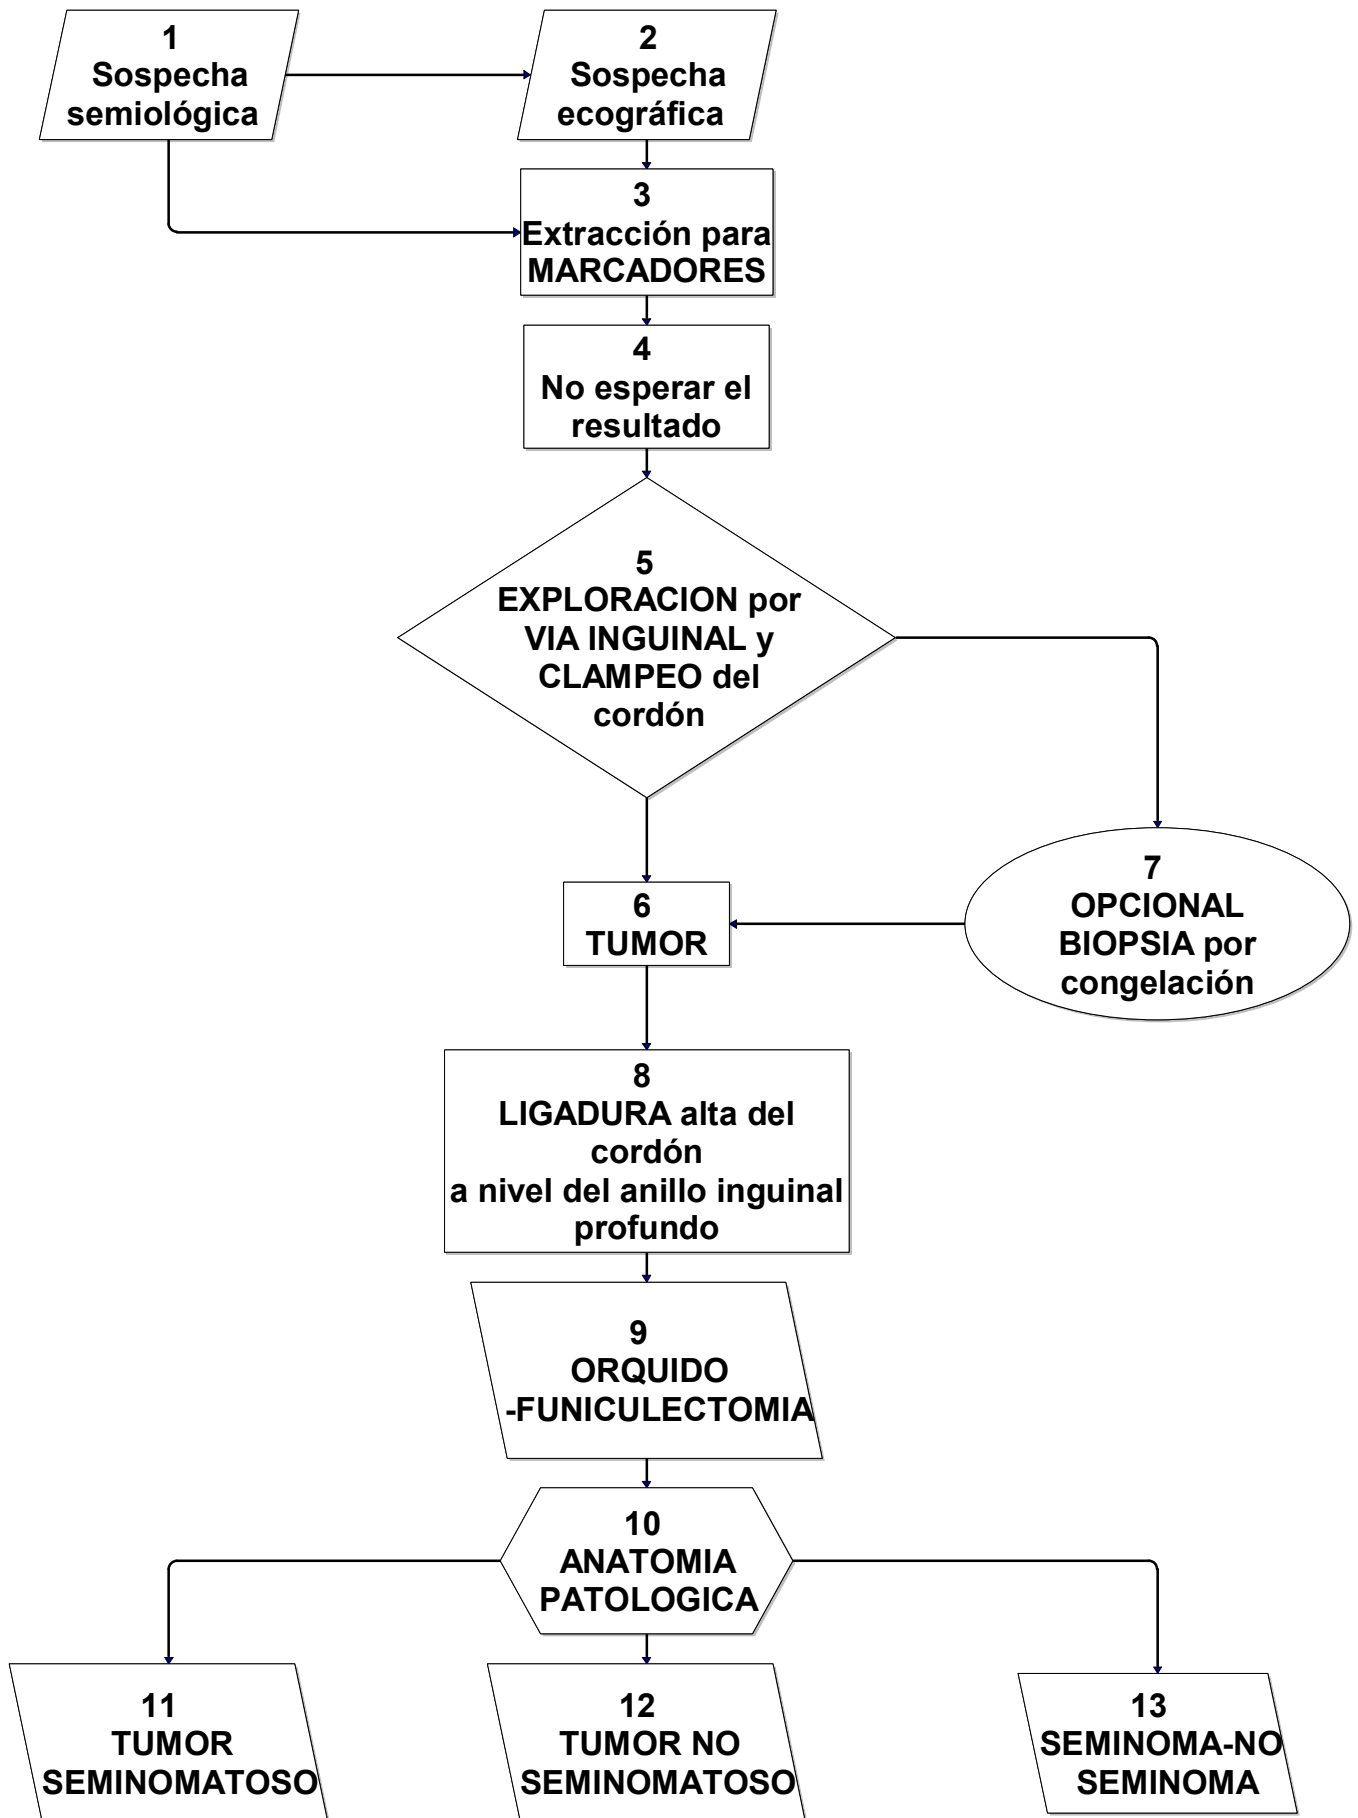 1
Sospecha
semiológica
2
Sospecha
ecográfica
3
Extracción para
MARCADORES
4
No esperar el
resultado
5
EXPLORACION por
VIA INGUINAL y
CLAMPEO del
cordón
6
TUMOR
7
OPCIONAL
BIOPSIA por
congelación
8
LIGADURA alta del
cordón
a nivel del anillo inguinal
profundo
9
ORQUIDO
-FUNICULECTOMIA
10
ANATOMIA
PATOLOGICA
11
TUMOR
SEMINOMATOSO
12
TUMOR NO
SEMINOMATOSO
13
SEMINOMA-NO
SEMINOMA